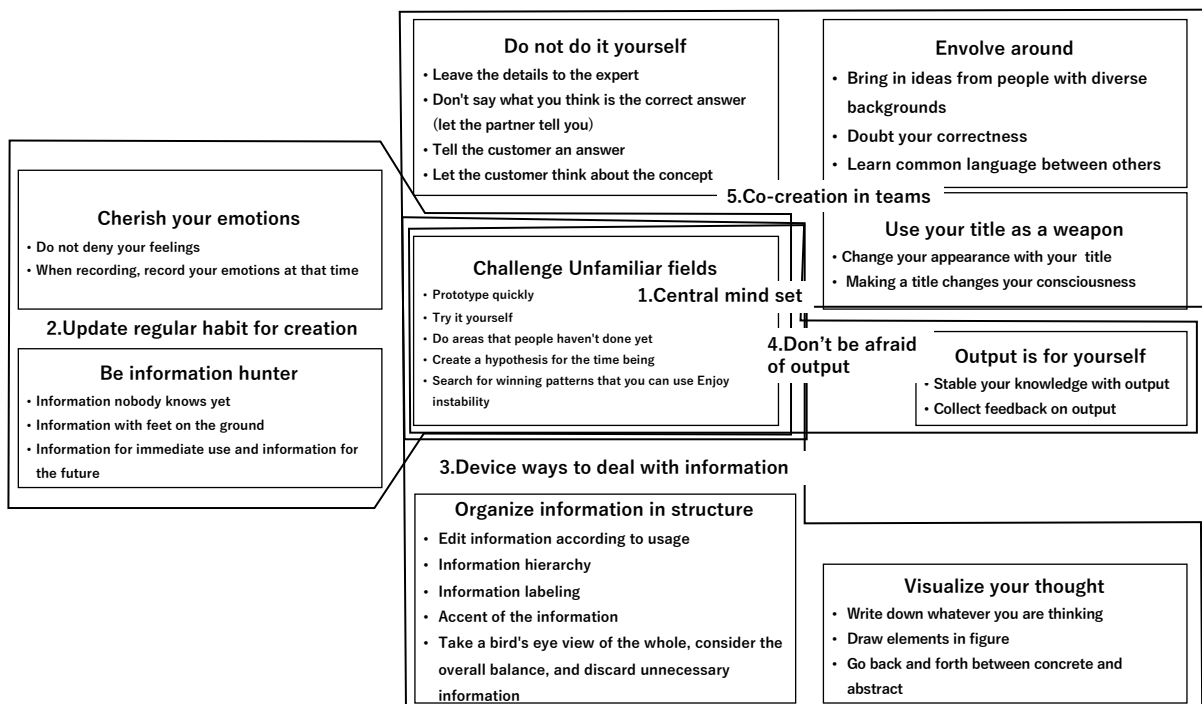 Do not do it yourself
• Leave the details to the expert
• Don't say what you think is the correct answer
(let the partner tell you)
• Tell the customer an answer
• Let the customer think about the concept
Envolve around
• Bring in ideas from people with diverse
backgrounds
• Doubt your correctness
• Learn common language between others
5.Co-creation in teams
Use your title as a weapon
• Change your appearance with your title
• Making a title changes your consciousness
Cherish your emotions
• Do not deny your feelings
• When recording, record your emotions at that time
2.Update regular habit for creation
Be information hunter
• Information nobody knows yet
• Information with feet on the ground
• Information for immediate use and information for
the future
Challenge Unfamiliar fields
• Prototype quickly
• Try it yourself
• Do areas that people haven't done yet
• Create a hypothesis for the time being
• Search for winning patterns that you can use Enjoy
instability
1.Central mind set
4.Don't be afraid
of output
Output is for yourself
• Stable your knowledge with output
• Collect feedback on output
3.Device ways to deal with information
Organize information in structure
• Edit information according to usage
• Information hierarchy
• Information labeling
• Accent of the information
• Take a bird's eye view of the whole, consider the
overall balance, and discard unnecessary
information
Visualize your thought
• Write down whatever you are thinking
• Draw elements in figure
• Go back and forth between concrete and
abstract